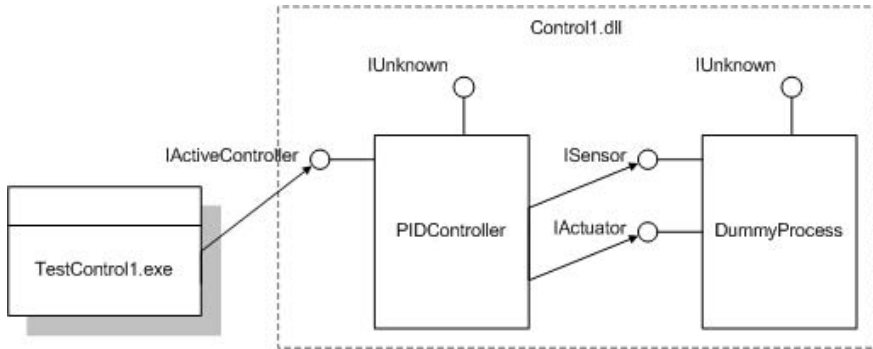 Control1.dll
IUnknown
IUnknown
IActiveController
ISensor
PIDController
IActuator
DummyProcess
TestControl1.exe